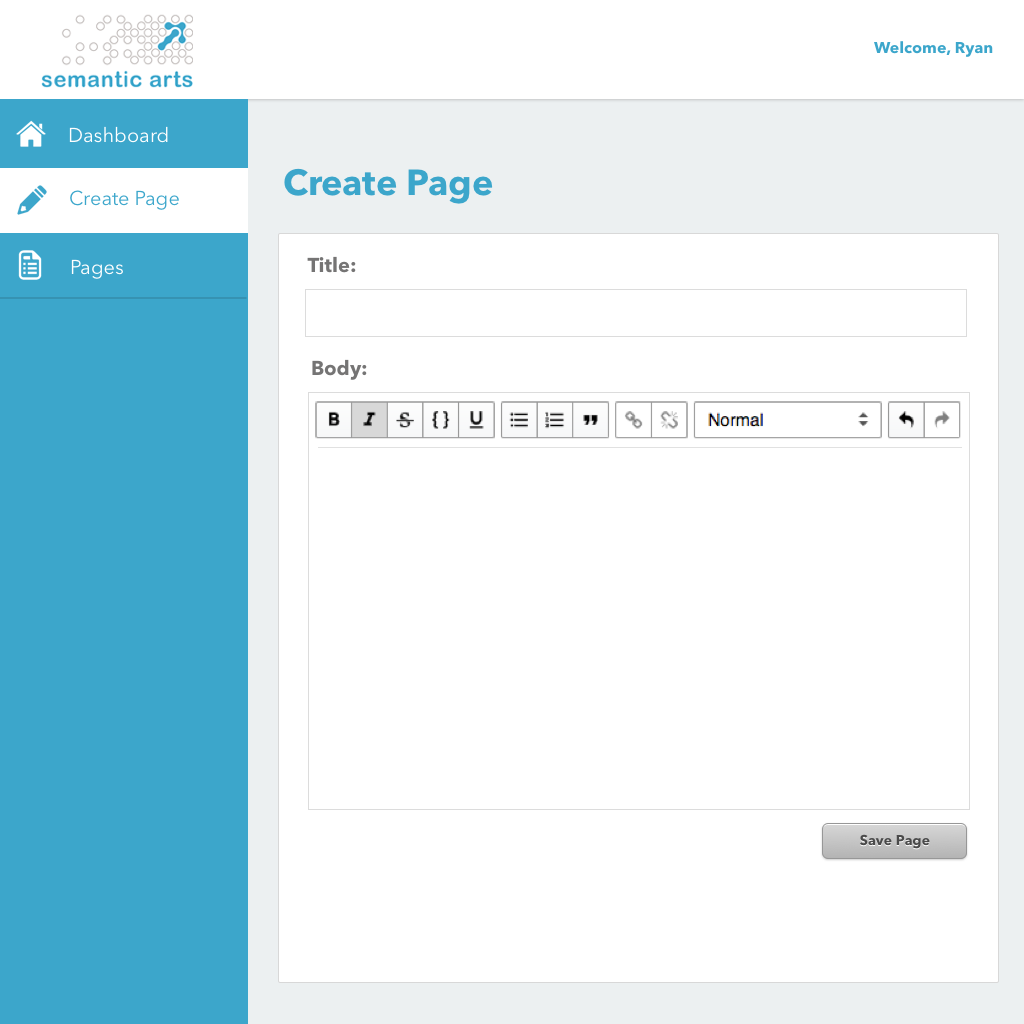 semantic arts
Welcome, Ryan
Dashboard
Create Page
Pages
Create Page
Title:
Body:
B I S {} U Normal
Save Page